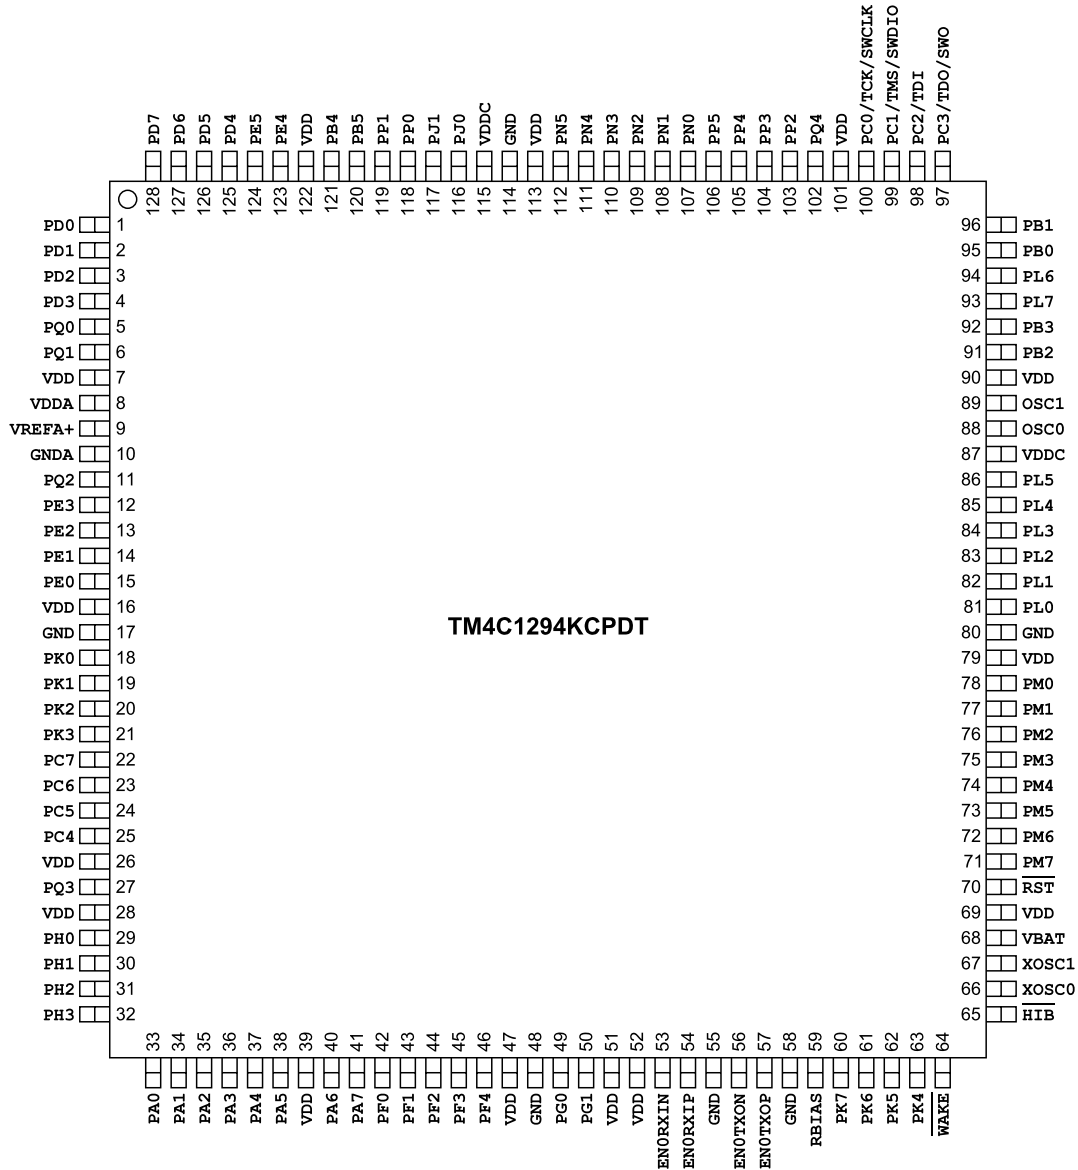 PD7 PD6 PD5 PD4 PE5 PE4 VDD PB4 PB5 PP1 PP0 PJ1 PJ0 VDDC GND VDD PN5 PN4 PN3 PN2 PN1 PN0 PP5 PP4 PP3 PP2 PQ4 VDD PC0/TCK/SWCLK PC1/TMS/SWDIO PC2/TDI PC3/TDO/SWO
128 127 126 125 124 123 122 121 120 119 118 117 116 115 114 113 112 111 110 109 108 107 106 105 104 103 102 101 100 99 98 97
PD0 1 96 PB1
PD1 2 95 PB0
PD2 3 94 PL6
PD3 4 93 PL7
PQ0 5 92 PB3
PQ1 6 91 PB2
VDD 7 90 VDD
VDDA 8 89 OSC1
VREFA+ 9 88 OSC0
GNDA 10 87 VDDC
PQ2 11 86 PL5
PE3 12 85 PL4
PE2 13 84 PL3
PE1 14 83 PL2
PE0 15 82 PL1
VDD 16 81 PL0
TM4C1294KCPDT
GND 17 80 GND
PK0 18 79 VDD
PK1 19 78 PM0
PK2 20 77 PM1
PK3 21 76 PM2
PC7 22 75 PM3
PC6 23 74 PM4
PC5 24 73 PM5
PC4 25 72 PM6
VDD 26 71 PM7
PQ3 27 70 RST
VDD 28 69 VDD
PH0 29 68 VBAT
PH1 30 67 XOSC1
PH2 31 66 XOSC0
PH3 32 65 HIB
33 34 35 36 37 38 39 40 41 42 43 44 45 46 47 48 49 50 51 52 53 54 55 56 57 58 59 60 61 62 63 64
PA0 PA1 PA2 PA3 PA4 PA5 VDD PA6 PA7 PF0 PF1 PF2 PF3 PF4 VDD GND PG0 PG1 VDD VDD EN0RXIN EN0RXIP GND EN0TXON EN0TXOP GND RBIAS PK7 PK6 PK5 PK4 WAKE